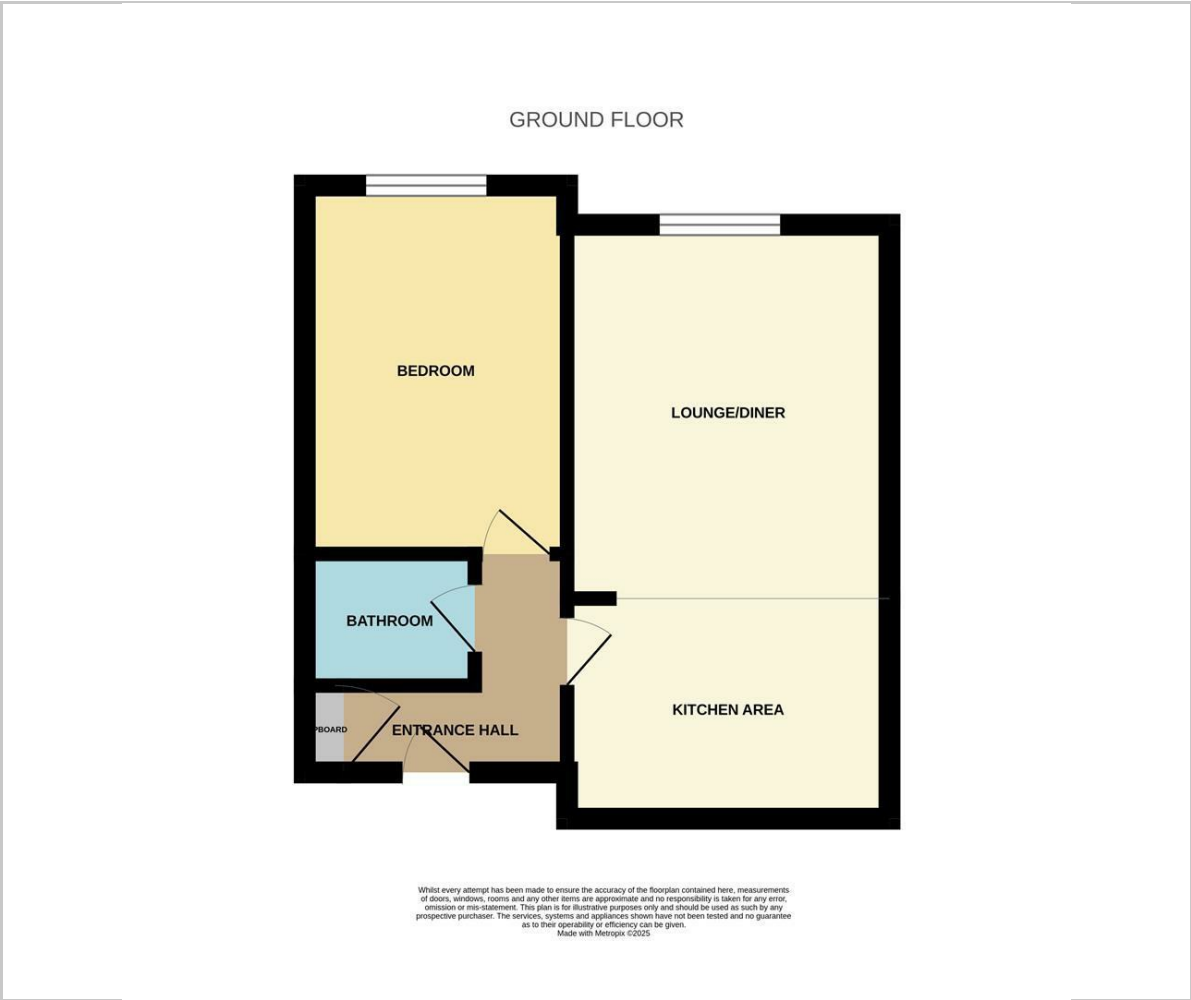 GROUND FLOOR
BEDROOM
LOUNGE/DINER
BATHROOM
KITCHEN AREA
PBOARD
ENTRANCE HALL
Whilst every attempt has been made to ensure the accuracy of the floorplan contained here, measurements
of doors, windows, rooms and any other items are approximate and no responsibility is taken for any error,
omission or mis-statement. This plan is for illustrative purposes only and should be used as such by any
prospective purchaser. The services, systems and appliances shown have not been tested and no guarantee
as to their operability or efficiency can be given.
Made with Metropix ©2025